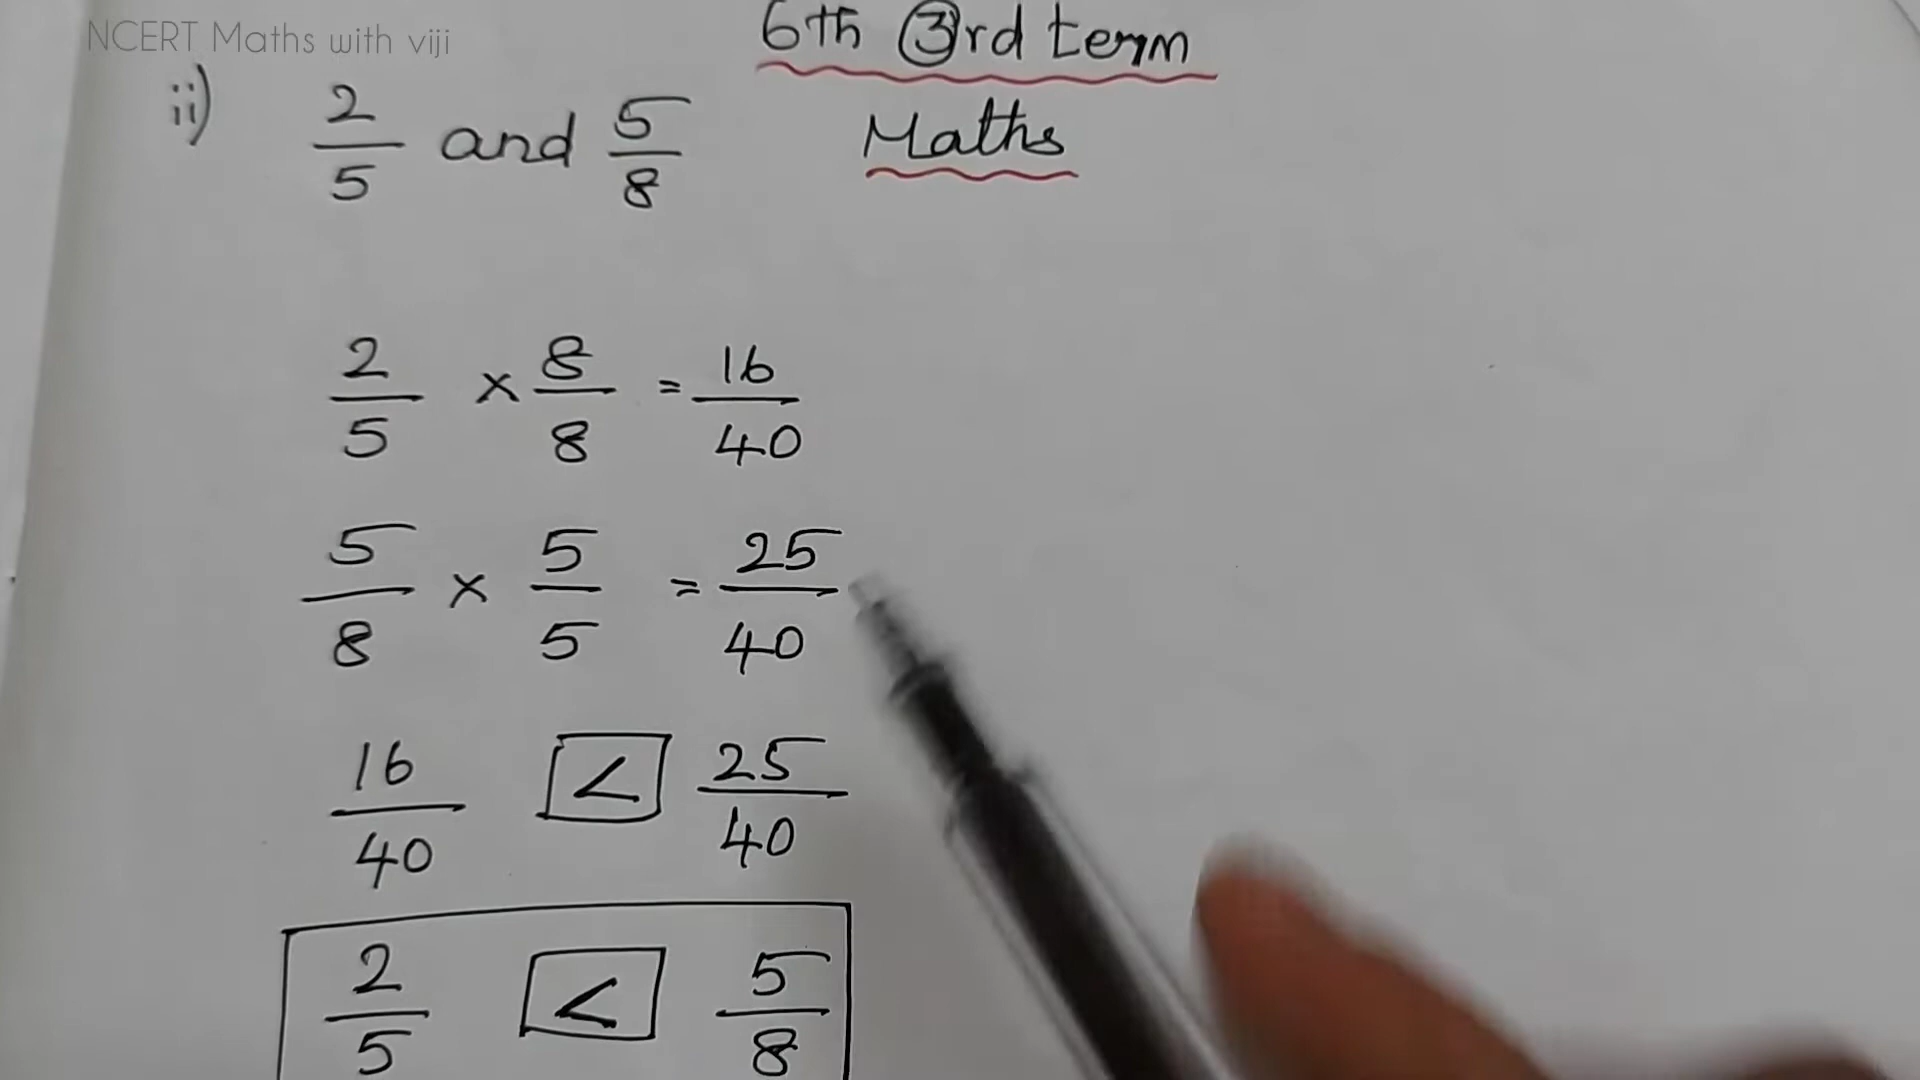 NCERT Maths with viji
6th 3rd term
Maths
ii) 2/5 and 5/8
2/5 × 8/8 = 16/40
5/8 × 5/5 = 25/40
16/40 < 25/40
2/5 < 5/8